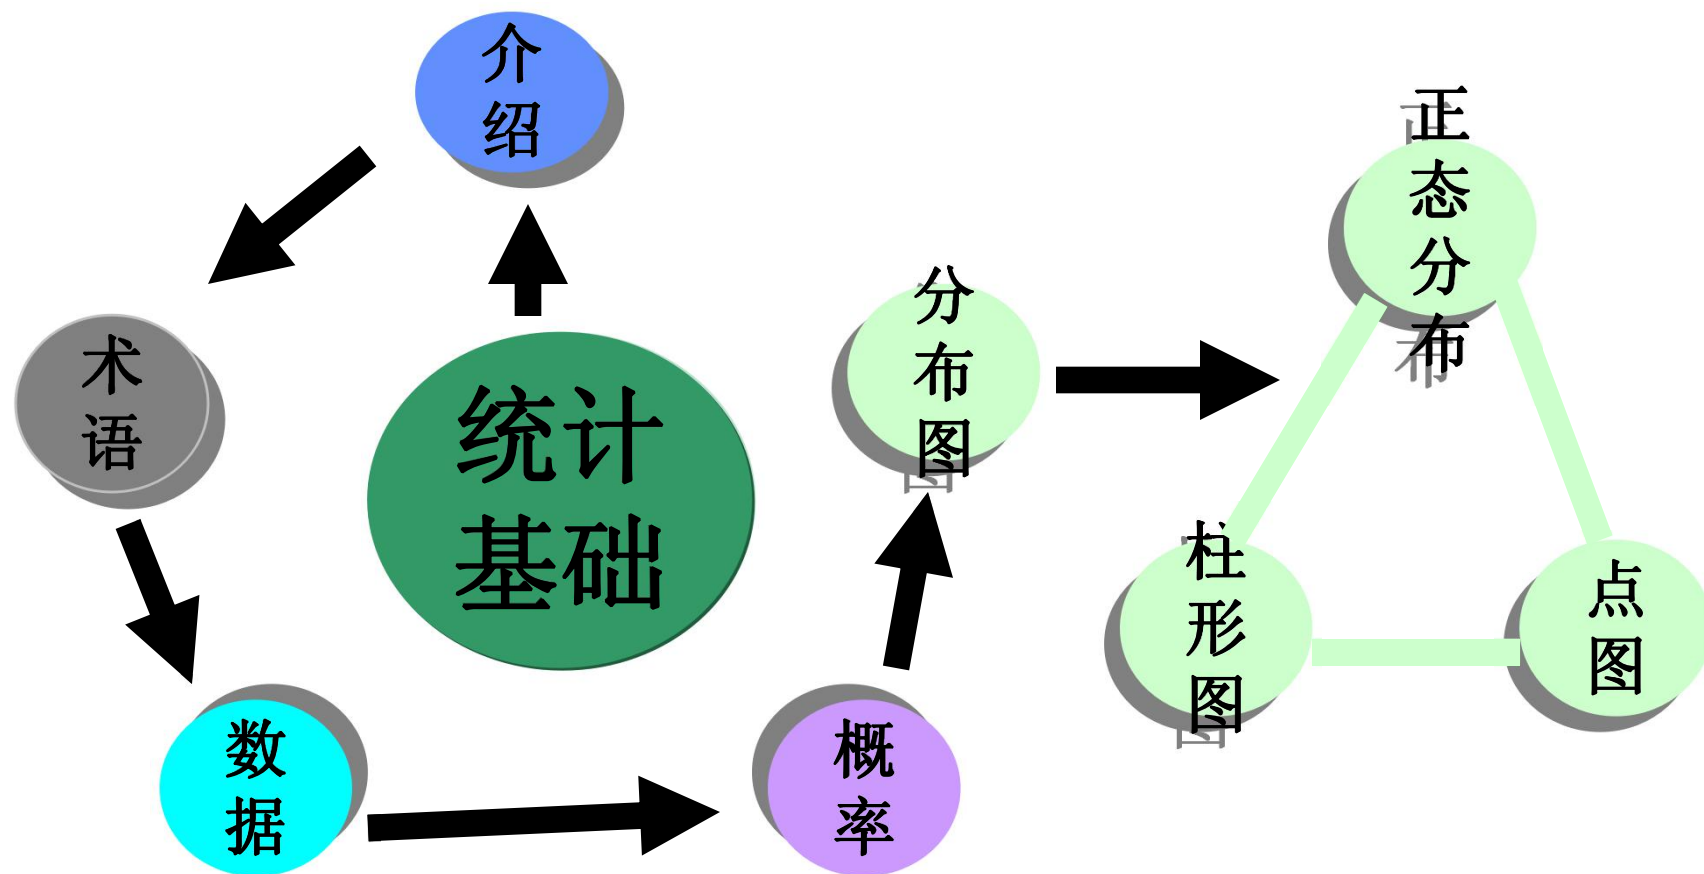 统计
基础
介
绍
术
语
数
据
概
率
分
布
图
正
态
分
布
柱
形
图
点
图